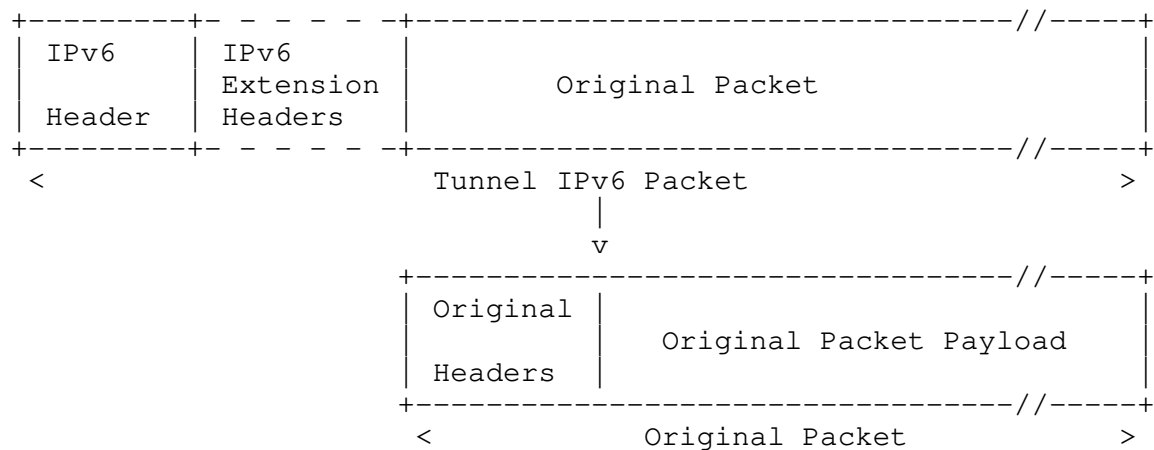 IPv6 IPv6
Extension Original Packet
Header Headers
< Tunnel IPv6 Packet >
v
Original
Original Packet Payload
Headers
< Original Packet >